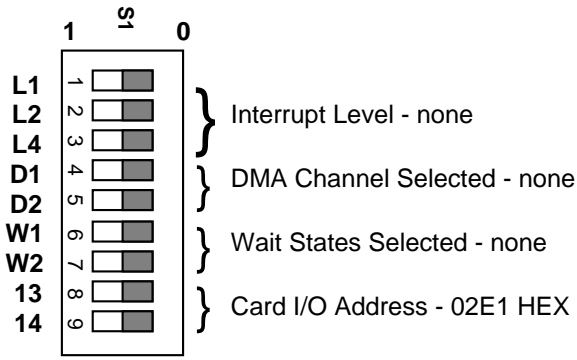 S1
1 0
L1 1
L2 2 Interrupt Level - none
L4 3
D1 4 DMA Channel Selected - none
D2 5
W1 6 Wait States Selected - none
W2 7
13 8 Card I/O Address - 02E1 HEX
14 9